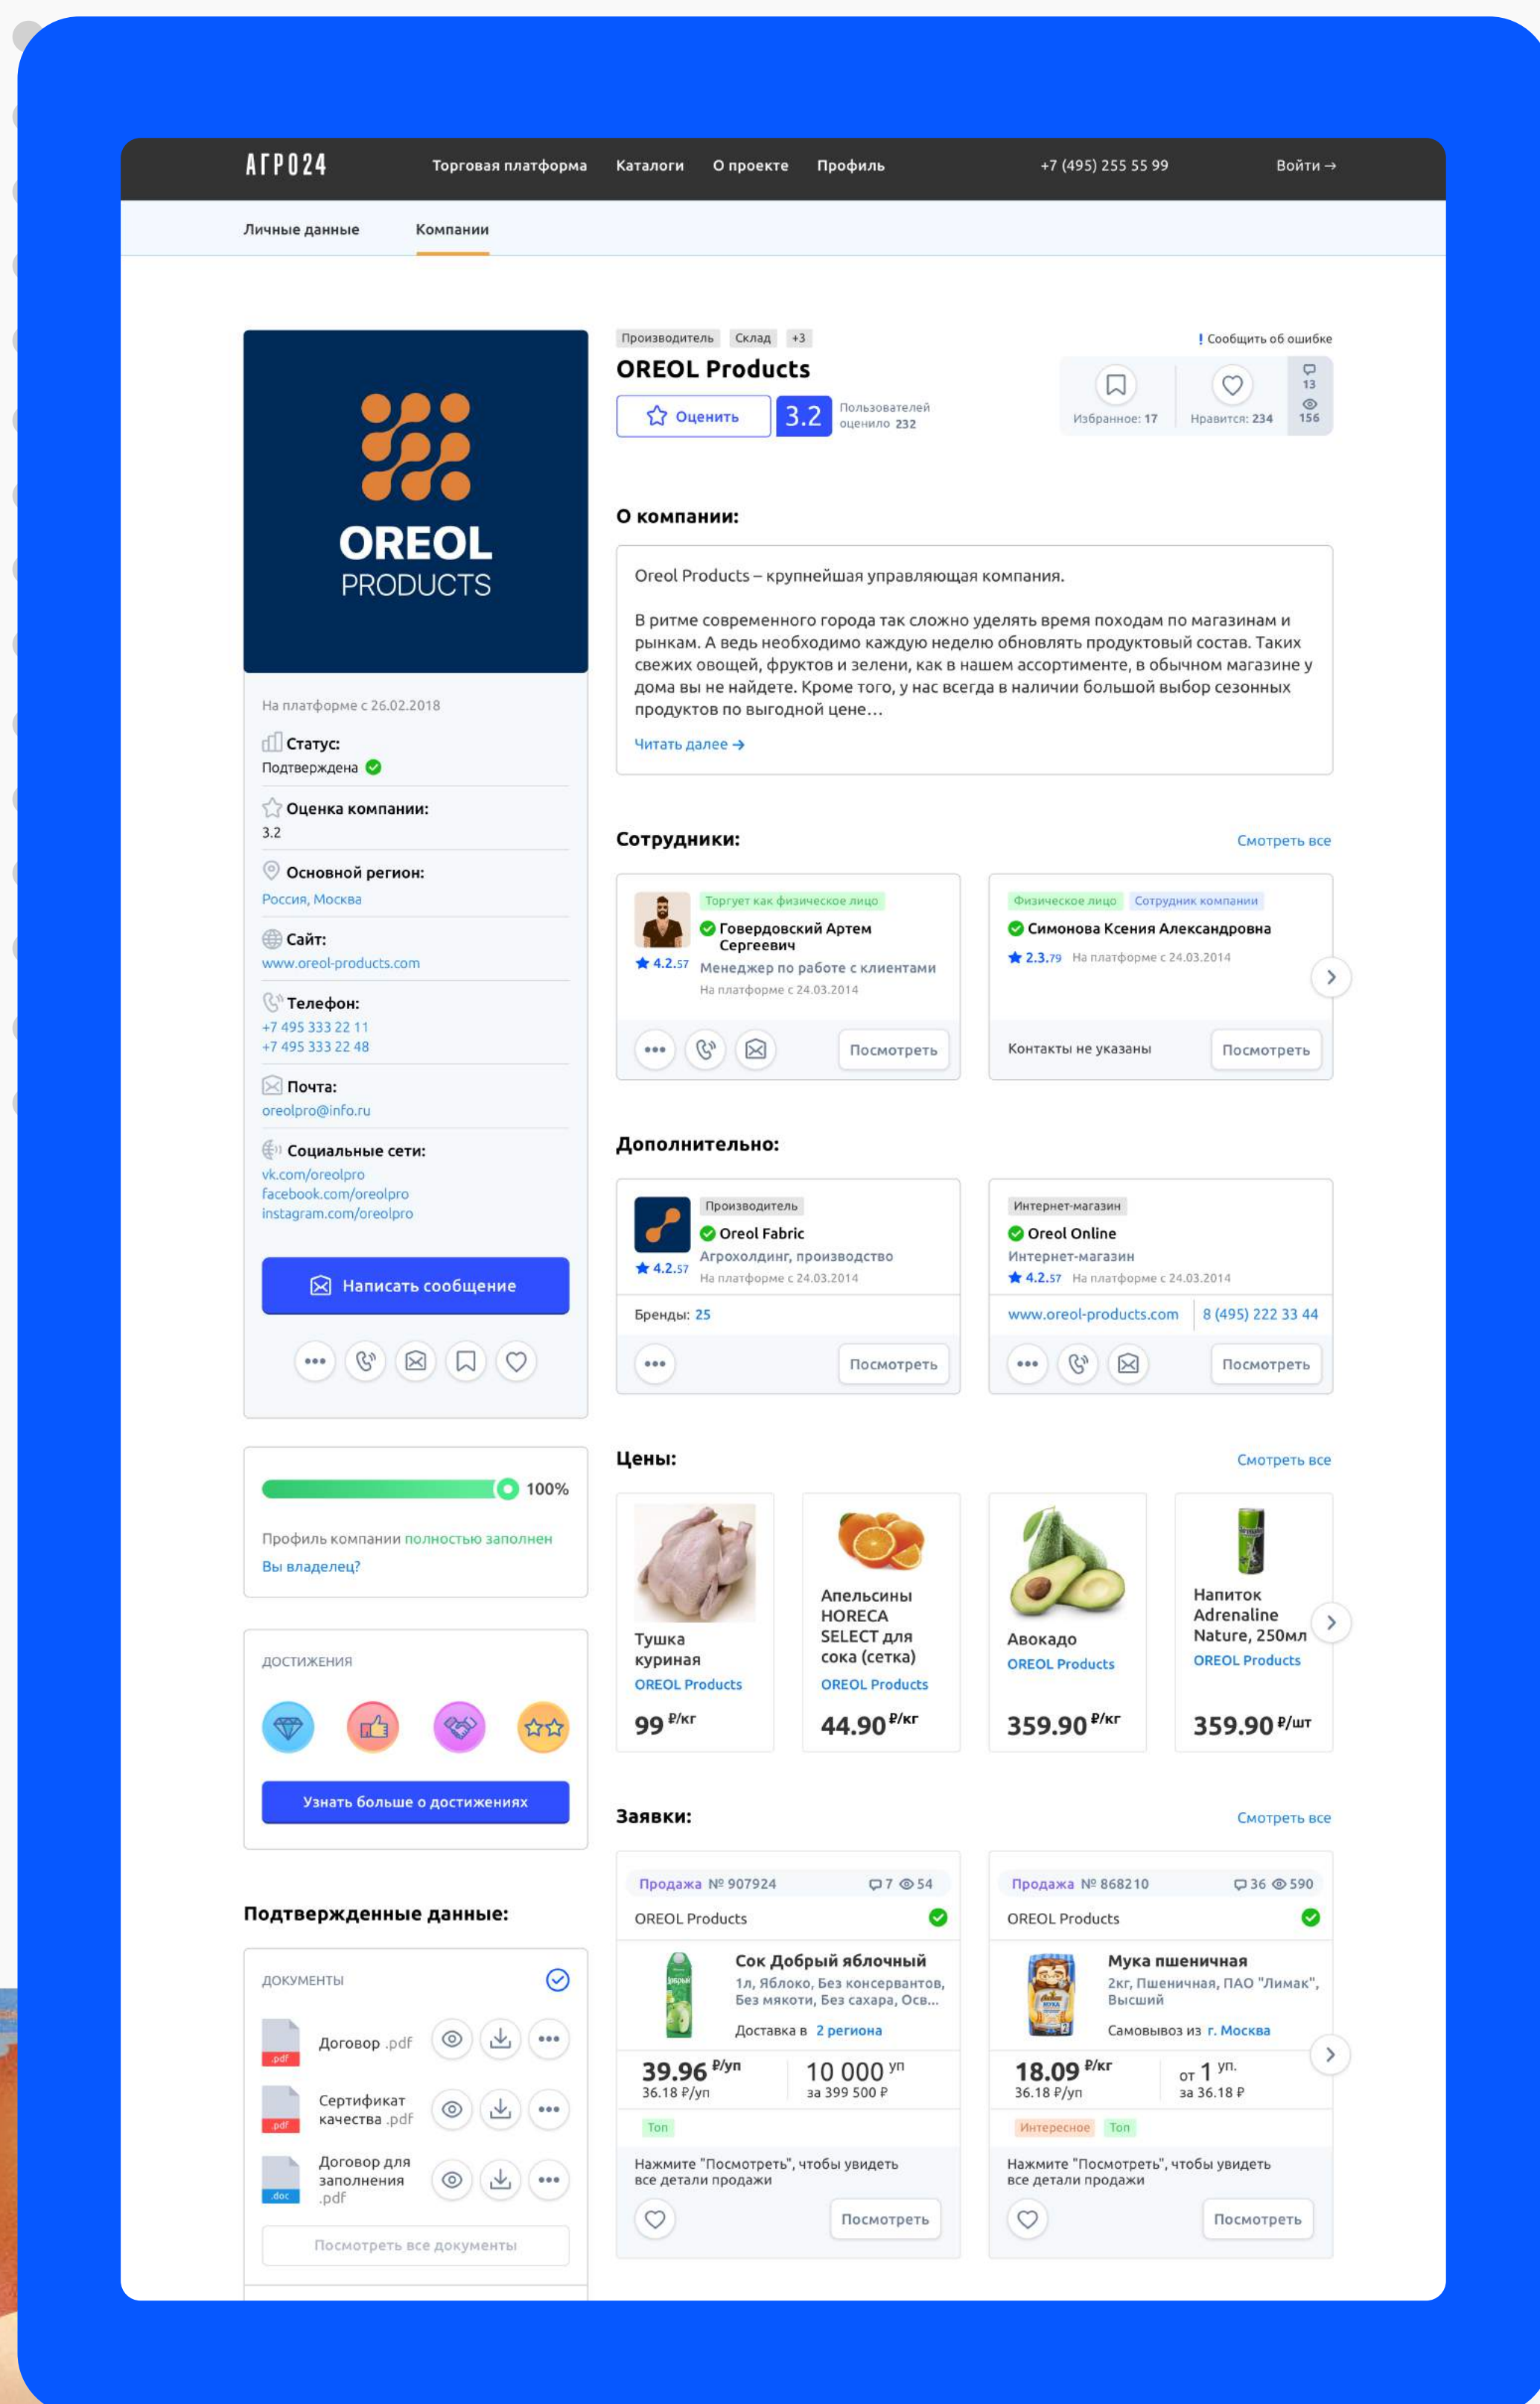 АГРО24
Торговая платформа
Каталоги
О проекте
Профиль
+7 (495) 255 55 99
Войти →
Личные данные
Компании
OREOL
PRODUCTS
На платформе с 26.02.2018
Статус:
Подтверждена
Оценка компании:
3.2
Основной регион:
Россия, Москва
Сайт:
www.oreol-products.com
Телефон:
+7 495 333 22 11
+7 495 333 22 48
Почта:
oreolpro@info.ru
Социальные сети:
vk.com/oreolpro
facebook.com/oreolpro
instagram.com/oreolpro
Написать сообщение
100%
Профиль компании полностью заполнен
Вы владелец?
ДОСТИЖЕНИЯ
Узнать больше о достижениях
Подтвержденные данные:
ДОКУМЕНТЫ
.pdf
Договор .pdf
.pdf
Сертификат
качества .pdf
.doc
Договор для
заполнения
.pdf
Посмотреть все документы
Производитель
Склад
+3
OREOL Products
Оценить
3.2
Пользователей
оценило 232
! Сообщить об ошибке
Избранное: 17
Нравится: 234
13
156
О компании:
Oreol Products – крупнейшая управляющая компания.
В ритме современного города так сложно уделять время походам по магазинам и
рынкам. А ведь необходимо каждую неделю обновлять продуктовый состав. Таких
свежих овощей, фруктов и зелени, как в нашем ассортименте, в обычном магазине у
дома вы не найдете. Кроме того, у нас всегда в наличии большой выбор сезонных
продуктов по выгодной цене...
Читать далее →
Сотрудники:
Смотреть все
Торгует как физическое лицо
Говердовский Артем
Сергеевич
4.2.57
Менеджер по работе с клиентами
На платформе с 24.03.2014
Посмотреть
Физическое лицо
Сотрудник компании
Симонова Ксения Александровна
2.3.79 На платформе с 24.03.2014
Контакты не указаны
Посмотреть
Дополнительно:
Производитель
Oreol Fabric
Агрохолдинг, производство
4.2.57
На платформе с 24.03.2014
Бренды: 25
Посмотреть
Интернет-магазин
Oreol Online
Интернет-магазин
4.2.57 На платформе с 24.03.2014
www.oreol-products.com
8 (495) 222 33 44
Посмотреть
Цены:
Смотреть все
Тушка
куриная
OREOL Products
99 ₽/кг
Апельсины
HORECA
SELECT для
сока (сетка)
OREOL Products
44.90 ₽/кг
Авокадо
OREOL Products
359.90 ₽/кг
Напиток
Adrenaline
Nature, 250мл
OREOL Products
359.90 ₽/шт
Заявки:
Смотреть все
Продажа № 907924
7
54
OREOL Products
Добрый
Сок Добрый яблочный
1л, Яблоко, Без консервантов,
Без мякоти, Без сахара, Осв...
Доставка в 2 региона
39.96 ₽/уп
36.18 ₽/уп
10 000 уп
за 399 500 ₽
Топ
Нажмите "Посмотреть", чтобы увидеть
все детали продажи
Посмотреть
Продажа № 868210
36
590
OREOL Products
МУКА
2
Мука пшеничная
2кг, Пшеничная, ПАО "Лимак",
Высший
Самовывоз из г. Москва
18.09 ₽/кг
36.18 ₽/уп
от 1 уп.
за 36.18 ₽
Интересное
Топ
Нажмите "Посмотреть", чтобы увидеть
все детали продажи
Посмотреть